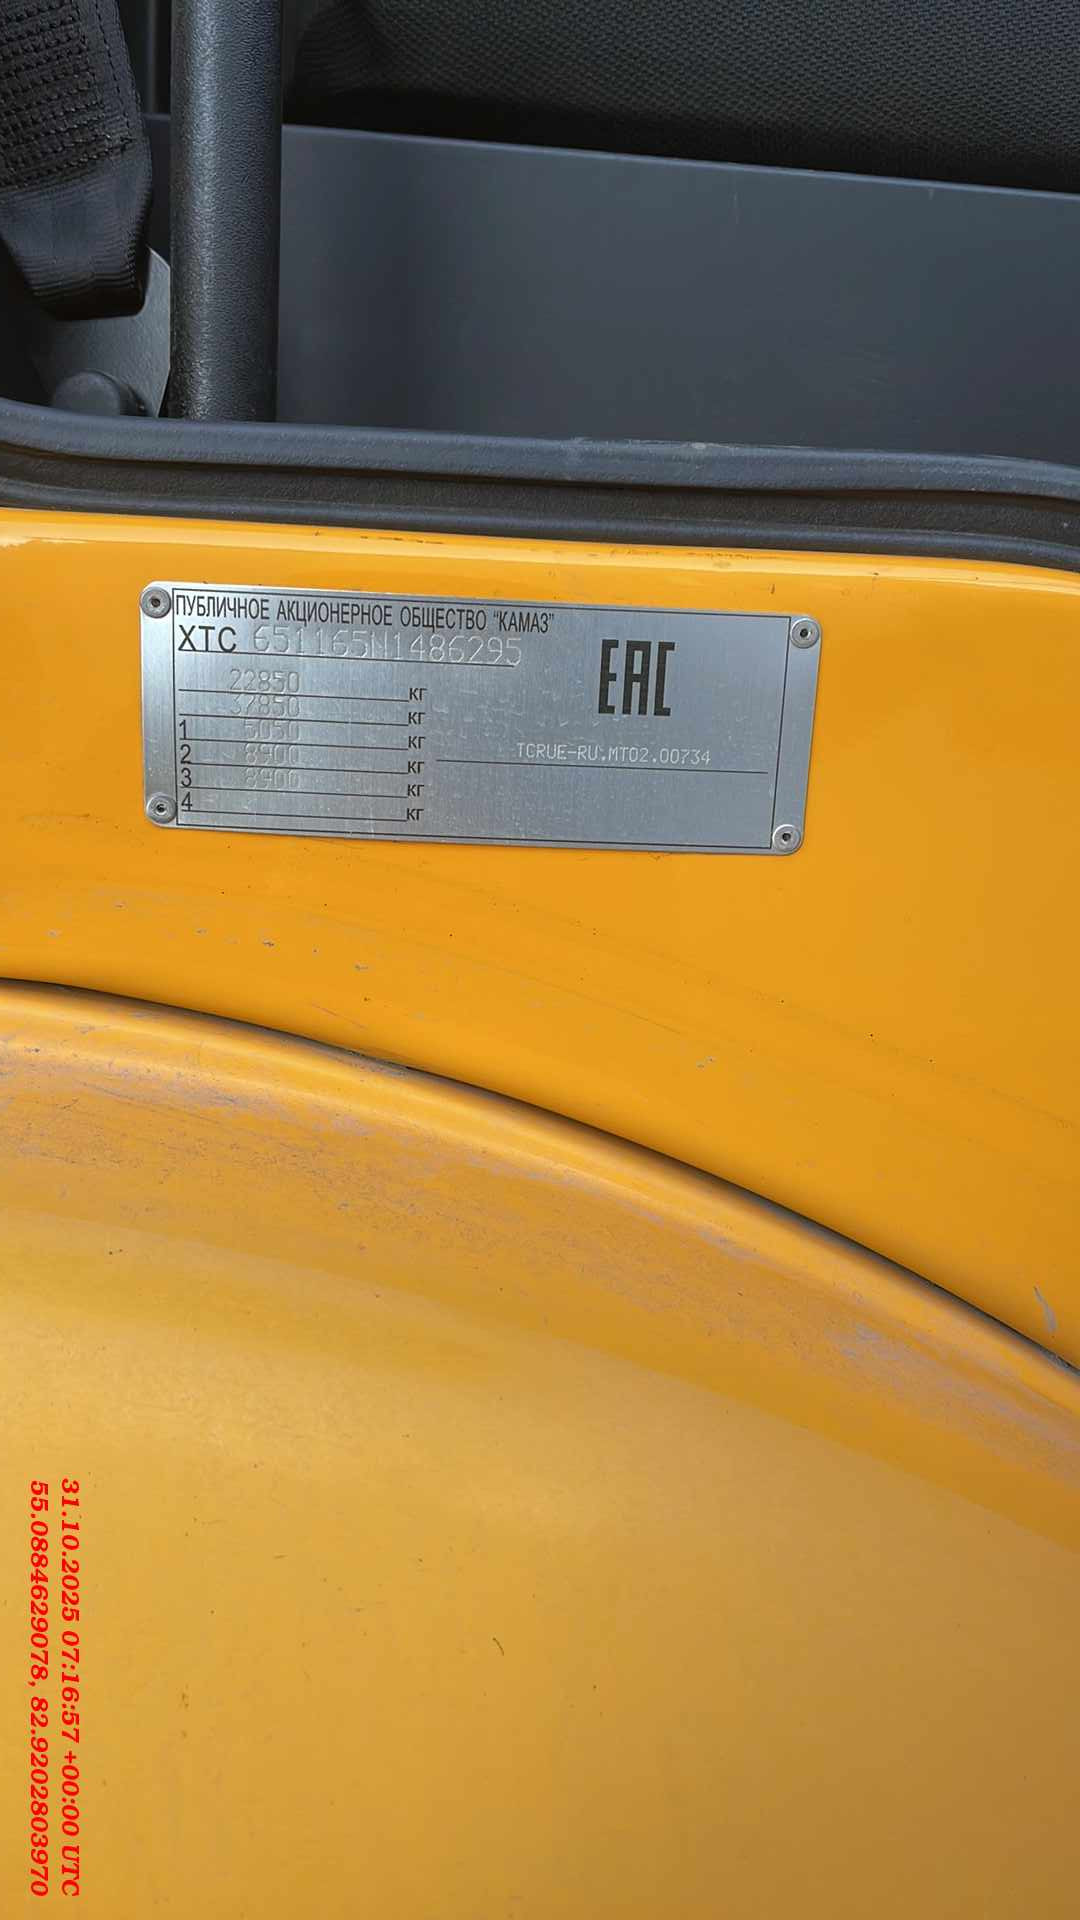 ПУБЛИЧНОЕ АКЦИОНЕРНОЕ ОБЩЕСТВО "КАМАЗ"
XTC 651165N1486295
EAC
22850 кг
37850 кг
1 5050 кг
2 8900 кг
TCRUE-RU.MT02.00734
3 8900 кг
4 кг
31.10.2025 07:16:57 +00:00 UTC
55.0884629078, 82.9202803970